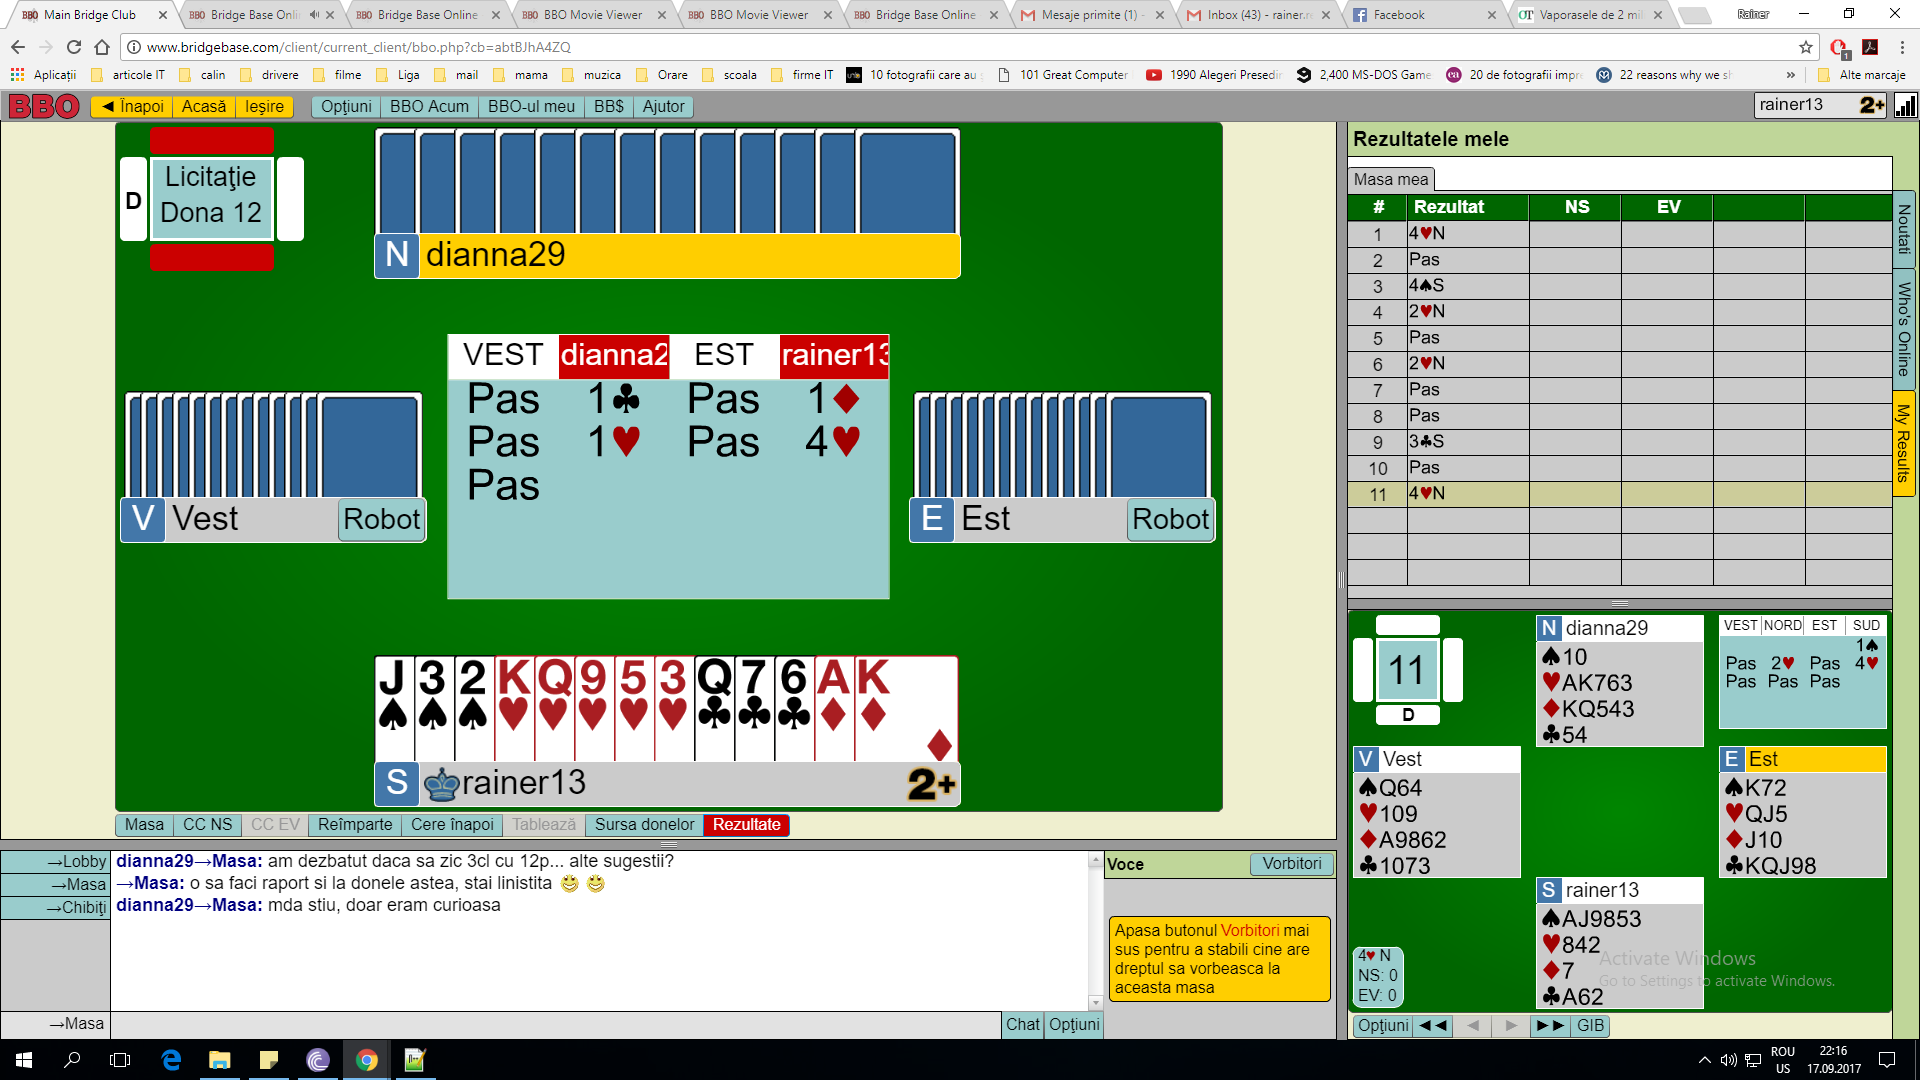 Main Bridge Club
Bridge Base Onli
Bridge Base Online
BBO Movie Viewer
BBO Movie Viewer
Bridge Base Online
Mesaje primite (1) -
Inbox (43) - rainer.r
Facebook
Vaporasele de 2 mi
Rainer
www.bridgebase.com/client/current_client/bbo.php?cb=abtBJhA4ZQ
Aplicații
articole IT
calin
drivere
filme
Liga
mail
mama
muzica
Orare
scoala
firme IT
10 fotografii care au
101 Great Computer
1990 Alegeri Presedin
2,400 MS-DOS Game
20 de fotografii impre
22 reasons why we s
»
Alte marcaje
BBO
◄ Înapoi
Acasă
Ieşire
Opţiuni
BBO Acum
BBO-ul meu
BB$
Ajutor
rainer13 2+
D
Licitaţie
Dona 12
N dianna29
VEST dianna2 EST rainer13
Pas 1♣ Pas 1♦
Pas 1♥ Pas 4♥
Pas
V Vest Robot
E Est Robot
J♠ 3♠ 2♠ K♥ Q♥ 9♥ 5♥ 3♥ Q♣ 7♣ 6♣ A♦ K♦
S rainer13 2+
Masa
CC NS
CC EV
Reîmparte
Cere înapoi
Tablează
Sursa donelor
Rezultate
→Lobby
→Masa
→Chibiţi
dianna29→Masa: am dezbatut daca sa zic 3cl cu 12p... alte sugestii?
→Masa: o sa faci raport si la donele astea, stai linistita
dianna29→Masa: mda stiu, doar eram curioasa
→Masa
Chat
Opţiuni
Voce
Vorbitori
Apasa butonul Vorbitori mai
sus pentru a stabili cine are
dreptul sa vorbeasca la
aceasta masa
Rezultatele mele
Masa mea
# Rezultat NS EV
1 4♥N
2 Pas
3 4♠S
4 2♥N
5 Pas
6 2♥N
7 Pas
8 Pas
9 3♣S
10 Pas
11 4♥N
Noutati
Who's Online
My Results
11
D
N dianna29
♠10
♥AK763
♦KQ543
♣54
VEST NORD EST SUD
1♠
Pas 2♥ Pas 4♥
Pas Pas Pas
V Vest
♠Q64
♥109
♦A9862
♣1073
E Est
♠K72
♥QJ5
♦J10
♣KQJ98
S rainer13
♠AJ9853
♥842
♦7
♣A62
4♥ N
NS: 0
EV: 0
Activate Windows
Go to Settings to activate Windows.
Opţiuni
◄◄
◄
►
►►
GIB
ROU
US
22:16
17.09.2017